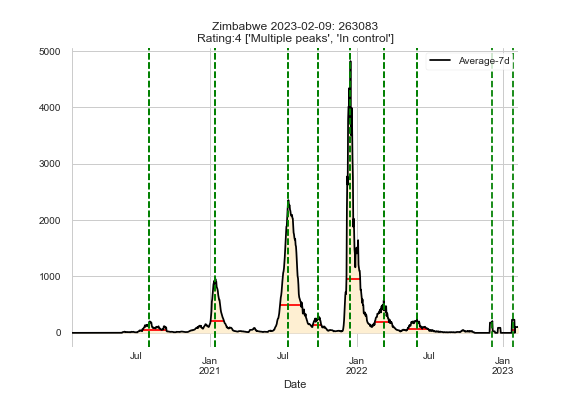 Zimbabwe 2023-02-09: 263083
Rating:4 ['Multiple peaks', 'In control']
Average-7d
5000
4000
3000
2000
1000
0
Jul
Jan
2021
Jul
Jan
2022
Jul
Jan
2023
Date